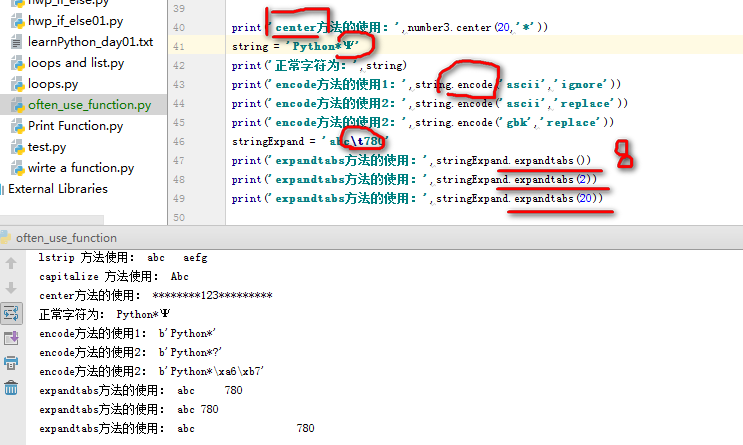 hwp_if_else.py
hwp_if_else01.py
learnPython_day01.txt
loops and list.py
loops.py
often_use_function.py
Print Function.py
test.py
wirte a function.py
External Libraries
40 print('center方法的使用：',number3.center(20,'*'))
41 string = 'Python*Ψ'
42 print('正常字符为：',string)
43 print('encode方法的使用1：',string.encode('ascii','ignore'))
44 print('encode方法的使用2：',string.encode('ascii','replace'))
45 print('encode方法的使用2：',string.encode('gbk','replace'))
46 stringExpand = 'abc\t780'
47 print('expandtabs方法的使用：',stringExpand.expandtabs())
8
48 print('expandtabs方法的使用：',stringExpand.expandtabs(2))
49 print('expandtabs方法的使用：',stringExpand.expandtabs(20))
50
often_use_function
lstrip 方法使用： abc   aefg
capitalize 方法使用： Abc
center方法的使用： ********123*********
正常字符为： Python*Ψ
encode方法的使用1： b'Python*'
encode方法的使用2： b'Python*?'
encode方法的使用2： b'Python*\xa6\xb7'
expandtabs方法的使用： abc     780
expandtabs方法的使用： abc 780
expandtabs方法的使用： abc                 780